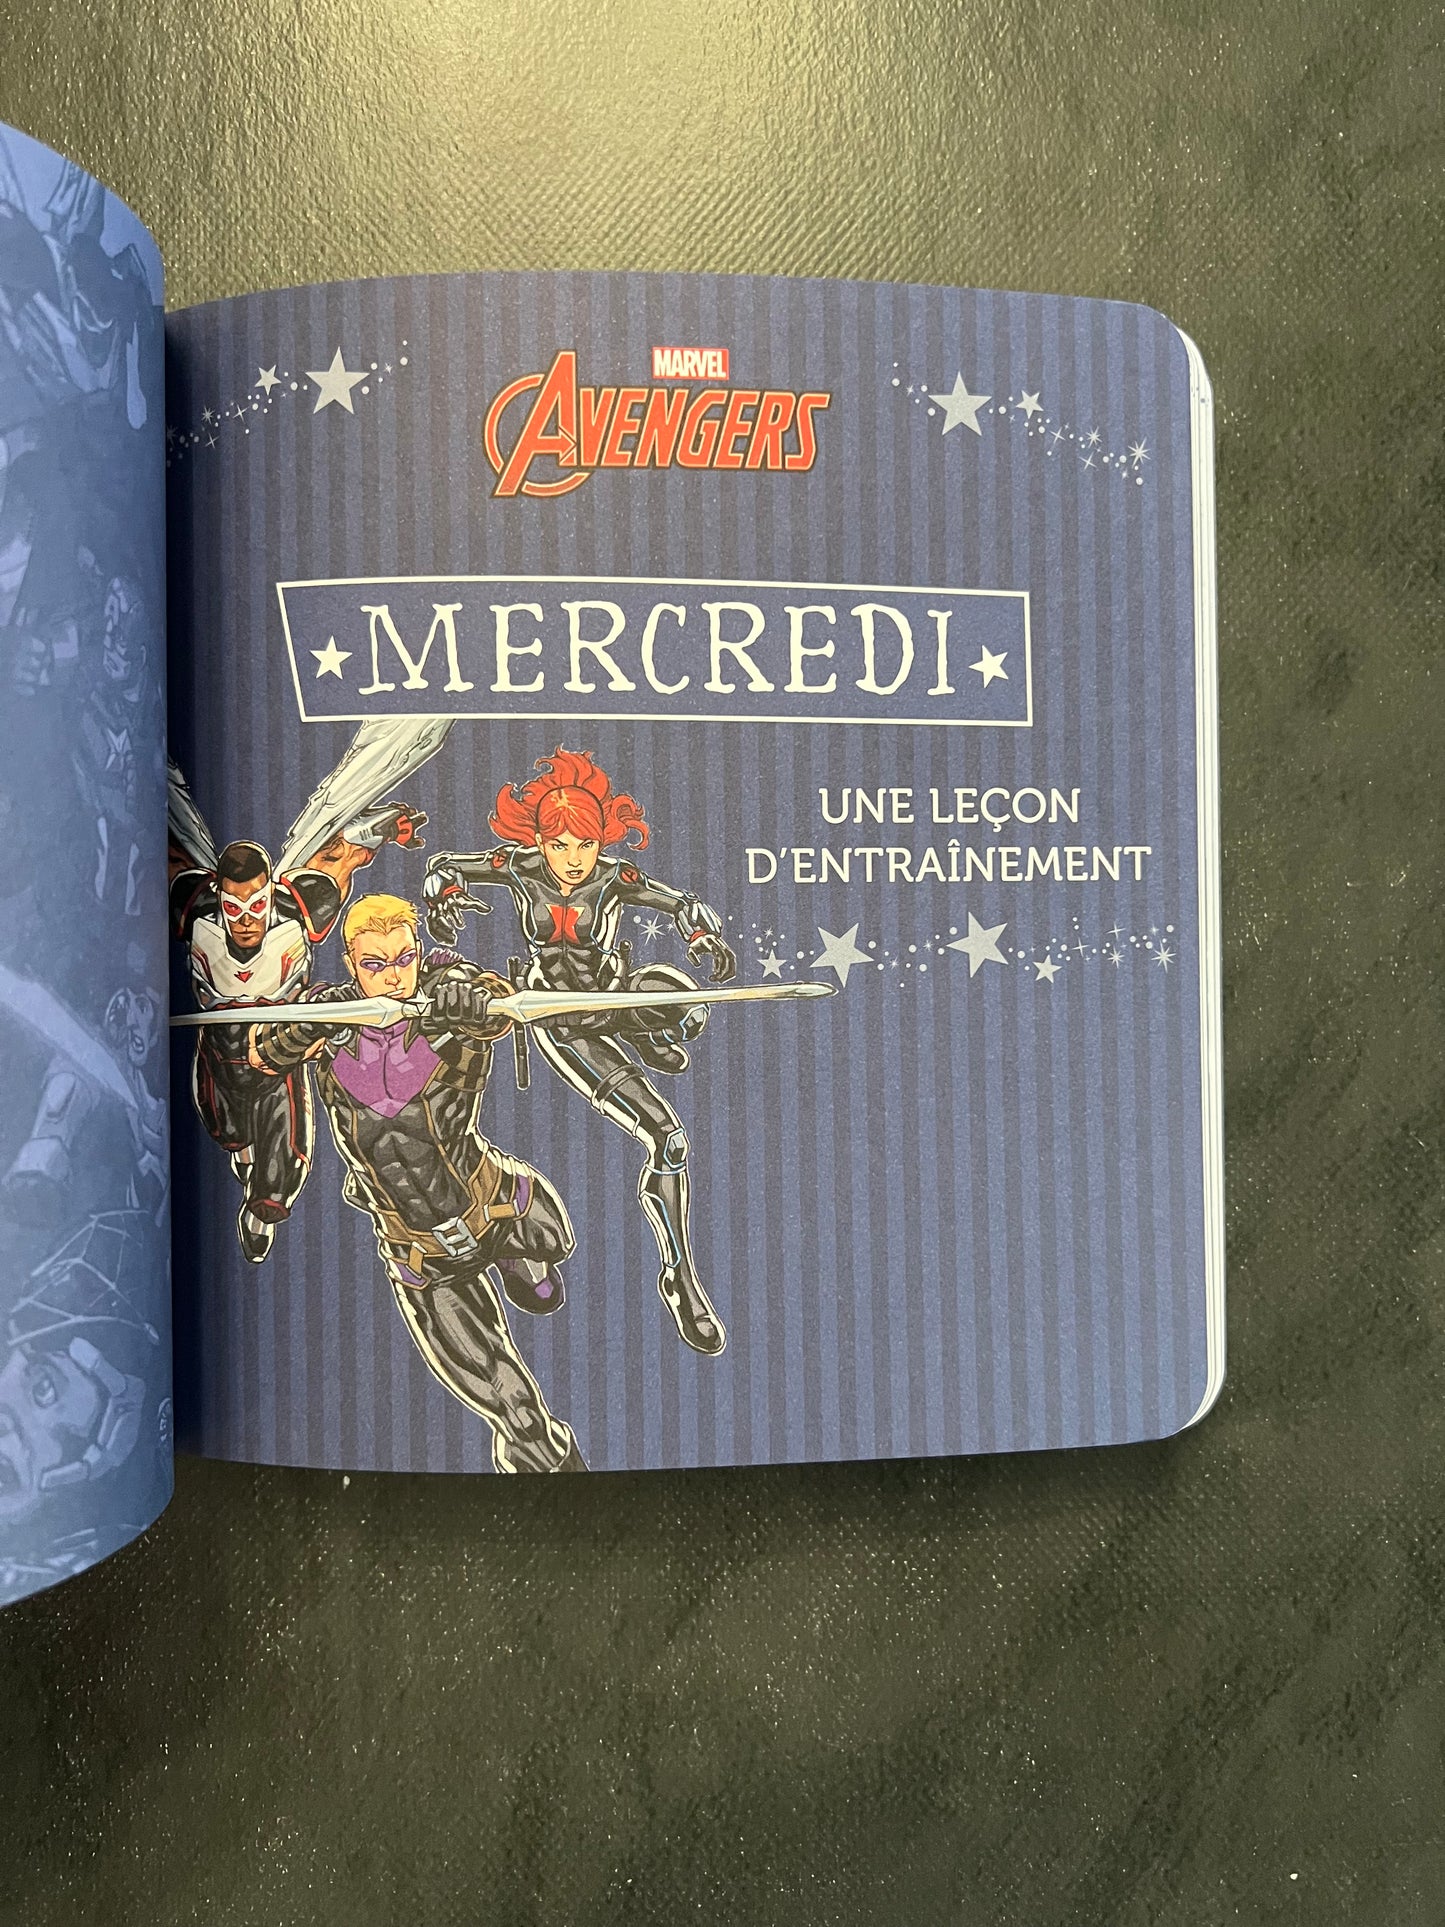 MARVEL
AVENGERS
MERCREDI
UNE LEÇON
D'ENTRAÎNEMENT